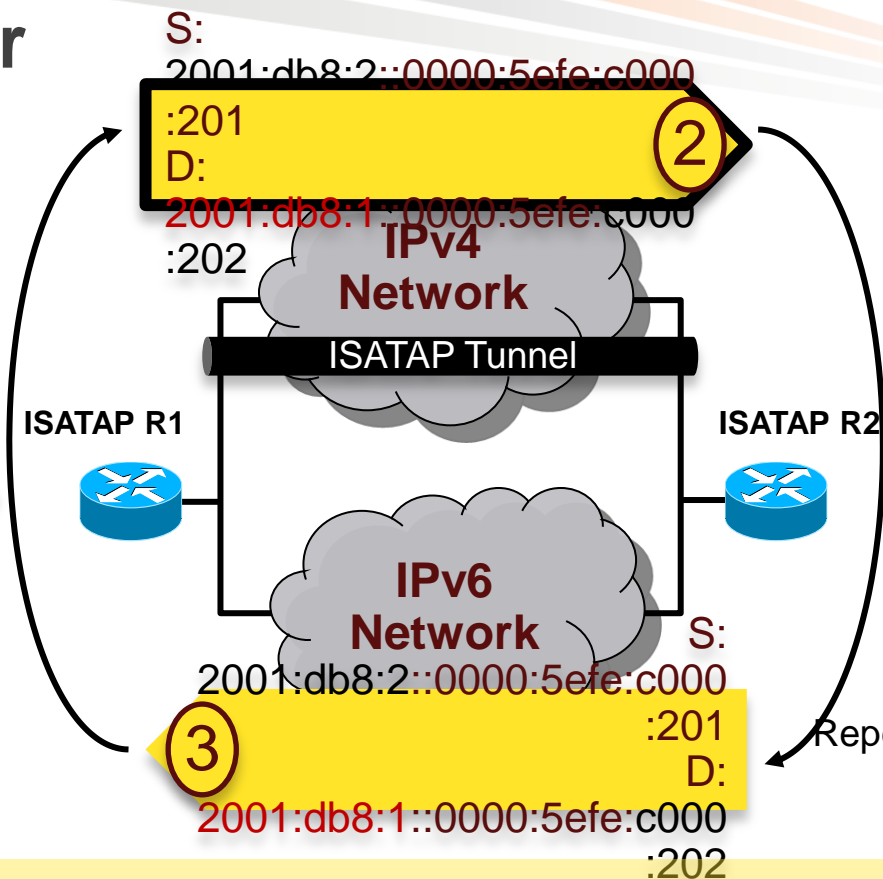 r
S:
2001:db8:2::0000:5efe:c000
:201
D:
2001:db8:1::0000:5efe:c000
:202
2
IPv4
Network
ISATAP Tunnel
ISATAP R1
ISATAP R2
IPv6
Network
S:
2001:db8:2::0000:5efe:c000
:201
D:
2001:db8:1::0000:5efe:c000
:202
3
Repe